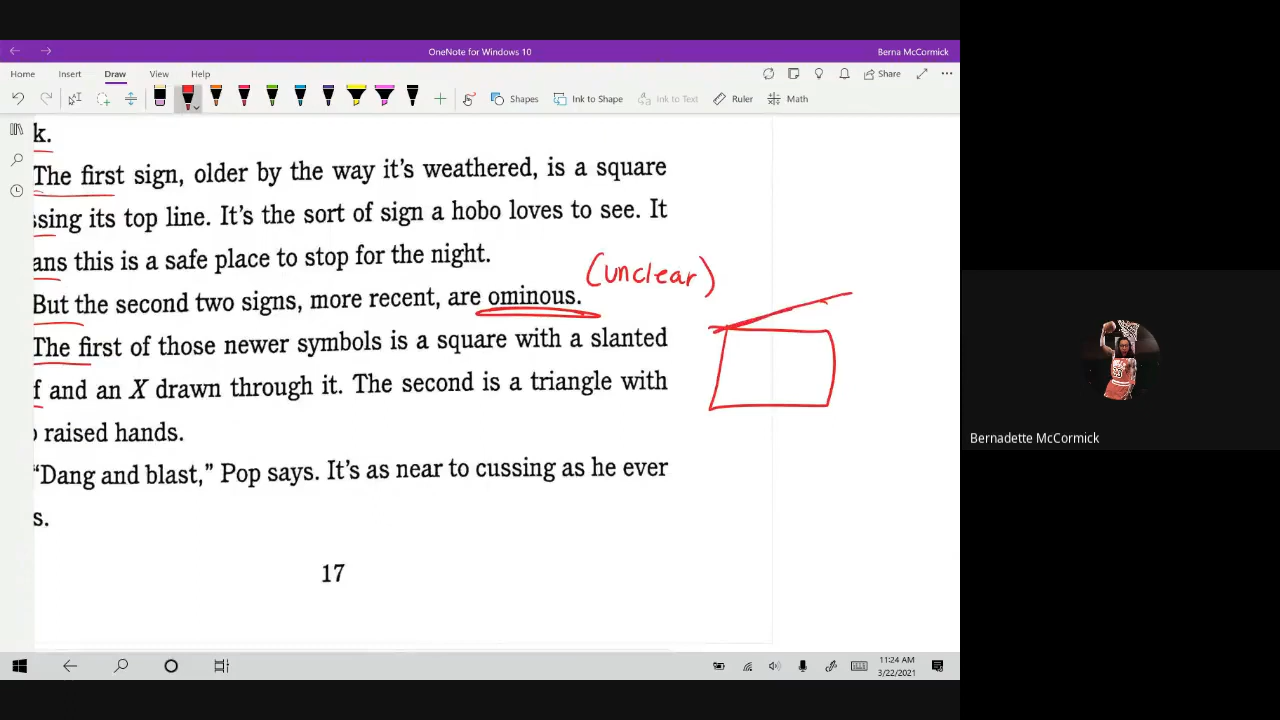 OneNote for Windows 10
Berna McCormick
Home Insert Draw View Help
Share
Shapes Ink to Shape Ink to Text Ruler Math
k.
The first sign, older by the way it's weathered, is a square
ssing its top line. It's the sort of sign a hobo loves to see. It
ans this is a safe place to stop for the night.
(unclear)
But the second two signs, more recent, are ominous.
The first of those newer symbols is a square with a slanted
f and an X drawn through it. The second is a triangle with
raised hands.
"Dang and blast," Pop says. It's as near to cussing as he ever
s.
17
Bernadette McCormick
11:24 AM
3/22/2021